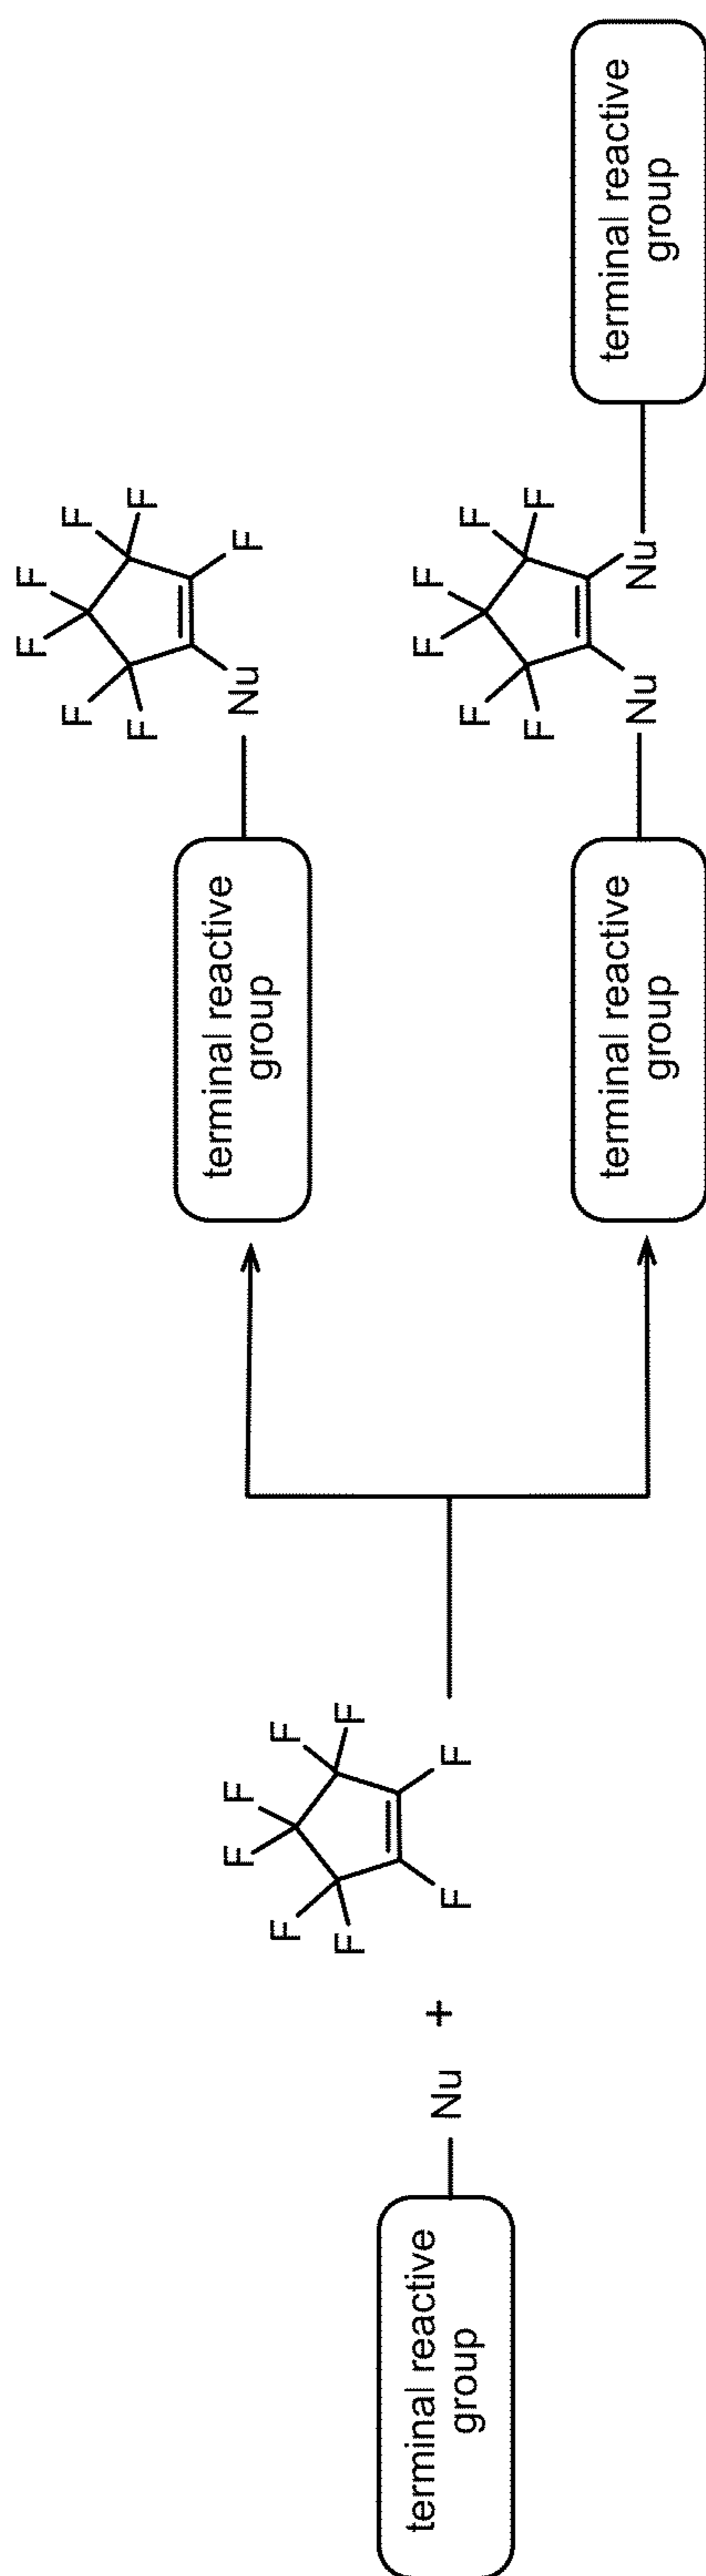 terminal reactive
group
Nu
+
F
F
F
F
F
F
F
F
terminal reactive
group
Nu
F
F
F
F
F
F
F
terminal reactive
group
Nu
F
F
F
F
F
F
Nu
terminal reactive
group